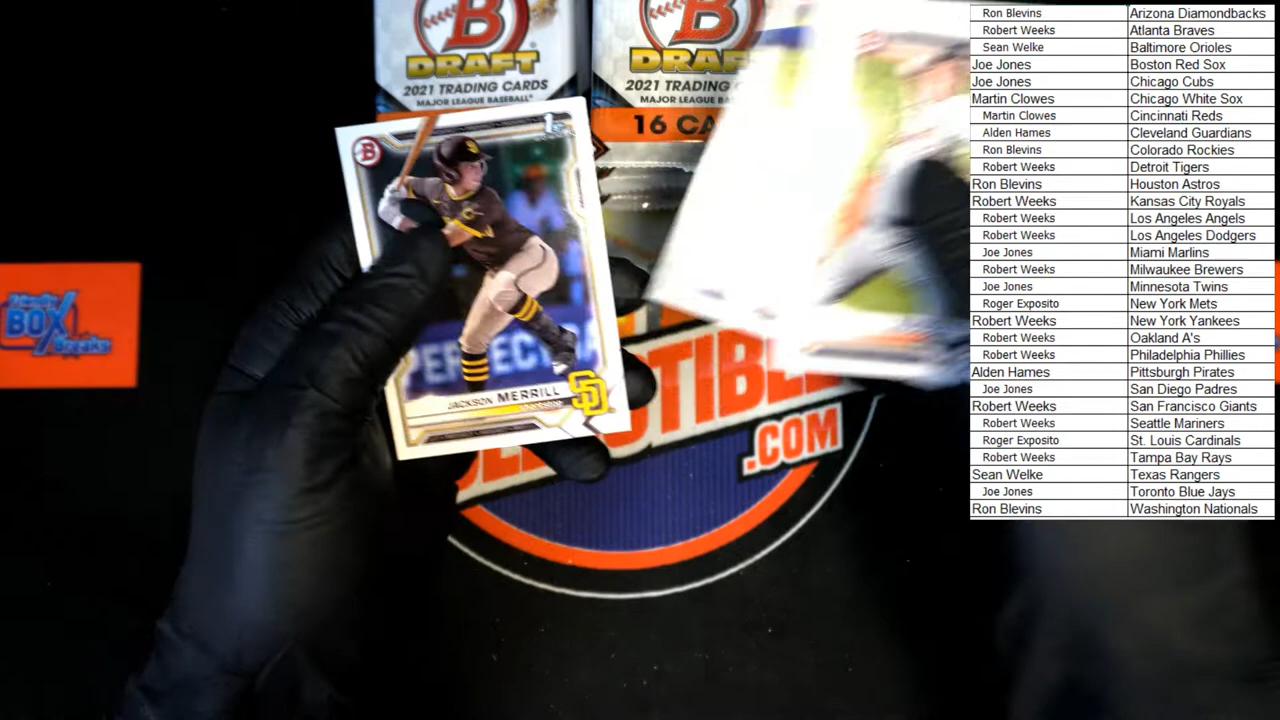 B
DRAFT
2021 TRADING CARDS
MAJOR LEAGUE BASEBALL
B
DRAF
2021 TRADING CARDS
MAJOR LEAGUE BASEBALL
16 CA
B
1st
SD
JACKSON MERRILL
SD
BOX
Breaks
TIBL
.COM
Ron Blevins Arizona Diamondbacks
Robert Weeks Atlanta Braves
Sean Welke Baltimore Orioles
Joe Jones Boston Red Sox
Joe Jones Chicago Cubs
Martin Clowes Chicago White Sox
Martin Clowes Cincinnati Reds
Alden Hames Cleveland Guardians
Ron Blevins Colorado Rockies
Robert Weeks Detroit Tigers
Ron Blevins Houston Astros
Robert Weeks Kansas City Royals
Robert Weeks Los Angeles Angels
Robert Weeks Los Angeles Dodgers
Joe Jones Miami Marlins
Robert Weeks Milwaukee Brewers
Joe Jones Minnesota Twins
Roger Exposito New York Mets
Robert Weeks New York Yankees
Robert Weeks Oakland A's
Robert Weeks Philadelphia Phillies
Alden Hames Pittsburgh Pirates
Joe Jones San Diego Padres
Robert Weeks San Francisco Giants
Robert Weeks Seattle Mariners
Roger Exposito St. Louis Cardinals
Robert Weeks Tampa Bay Rays
Sean Welke Texas Rangers
Joe Jones Toronto Blue Jays
Ron Blevins Washington Nationals